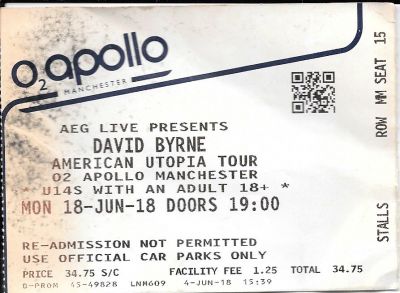 O2 apollo
MANCHESTER
AEG LIVE PRESENTS
DAVID BYRNE
AMERICAN UTOPIA TOUR
O2 APOLLO MANCHESTER
* U14S WITH AN ADULT 18+ *
MON 18-JUN-18 DOORS 19:00
RE-ADMISSION NOT PERMITTED
USE OFFICIAL CAR PARKS ONLY
PRICE 34.75 S/C FACILITY FEE 1.25 TOTAL 34.75
D-PROM 45-49828 LNM609 4-JUN-18 15:39
STALLS ROW MM SEAT 15